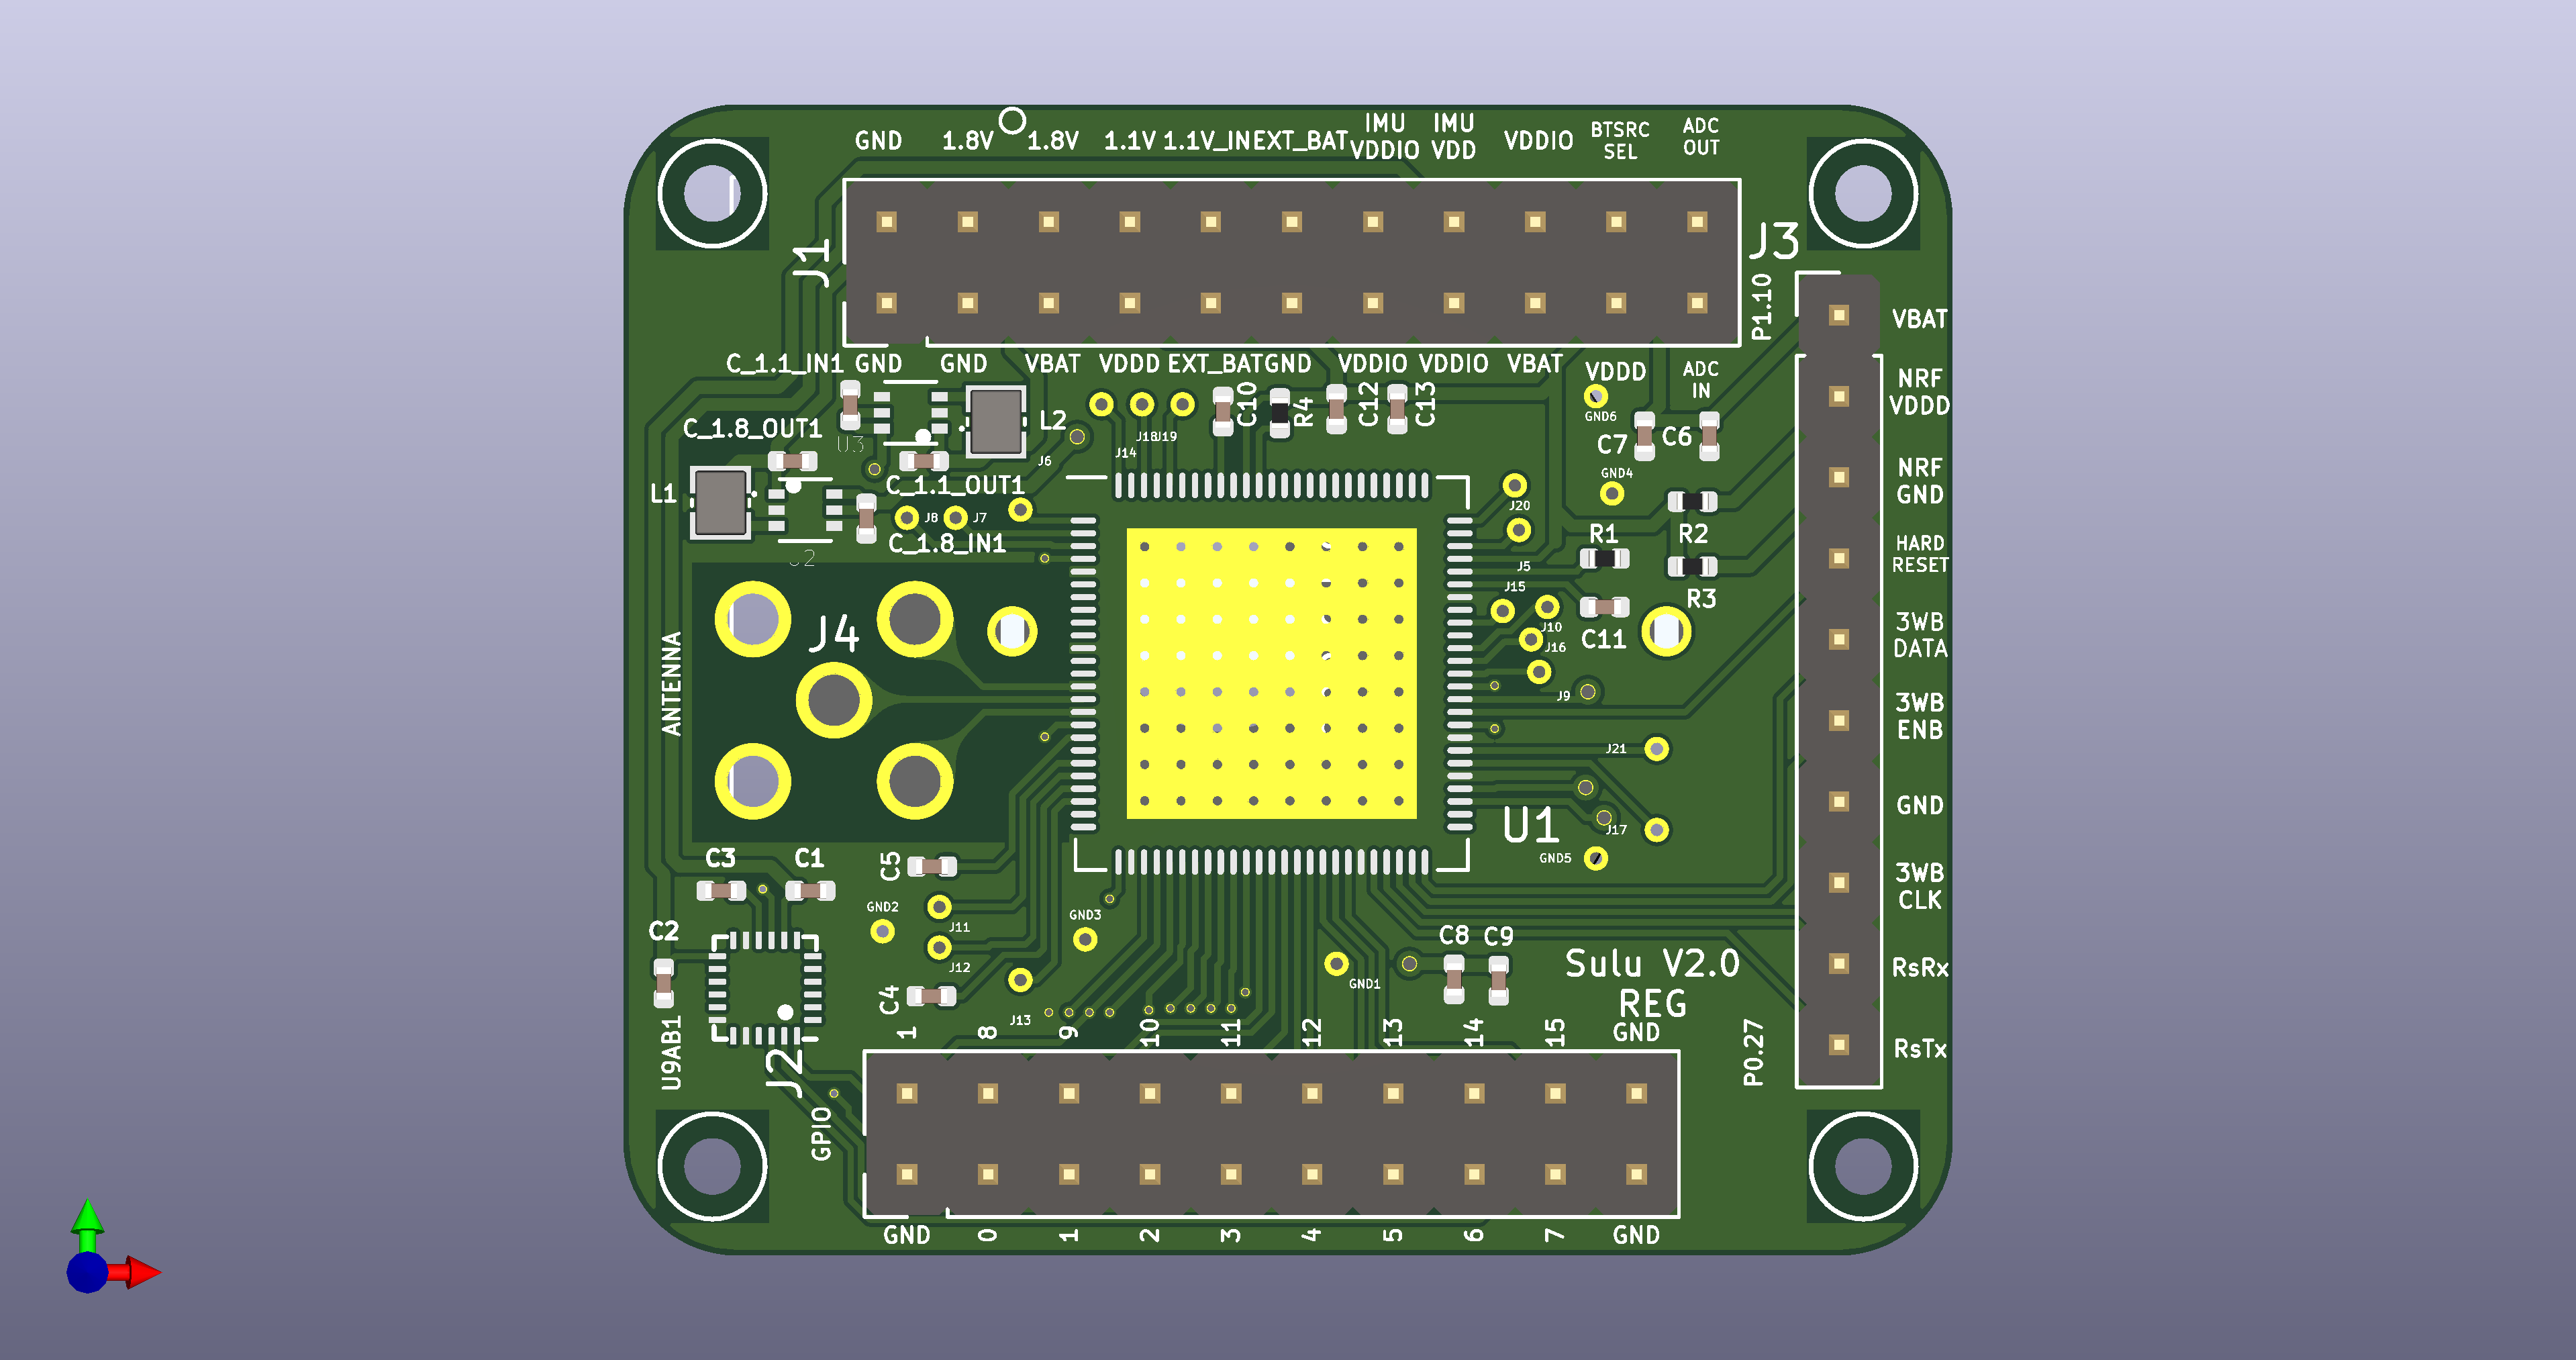 GND 1.8V 1.8V 1.1V 1.1V_IN EXT_BAT IMU VDDIO IMU VDD VDDIO BTSRC SEL ADC OUT
J1
J3
P1.10
C_1.1_IN1 GND GND VBAT VDDD EXT_BAT GND VDDIO VDDIO VBAT VDDD ADC IN
VBAT
NRF VDDD
NRF GND
HARD RESET
3WB DATA
3WB ENB
GND
3WB CLK
RsRx
RsTx
C_1.8_OUT1
U3
L2
J6
J14
J18
J19
C10
R4
C12
C13
GND6
C7
C6
GND4
L1
C_1.1_OUT1
J8
J7
C_1.8_IN1
J20
R1
R2
J5
J15
R3
J10
C11
J16
J4
ANTENNA
J9
J21
U1
J17
GND5
C3
C1
C5
GND2
J11
GND3
C2
J12
C4
J13
GND1
C8
C9
Sulu V2.0
REG
U9AB1
J2
GPIO
P0.27
1 8 9 10 11 12 13 14 15 GND
GND 0 1 2 3 4 5 6 7 GND